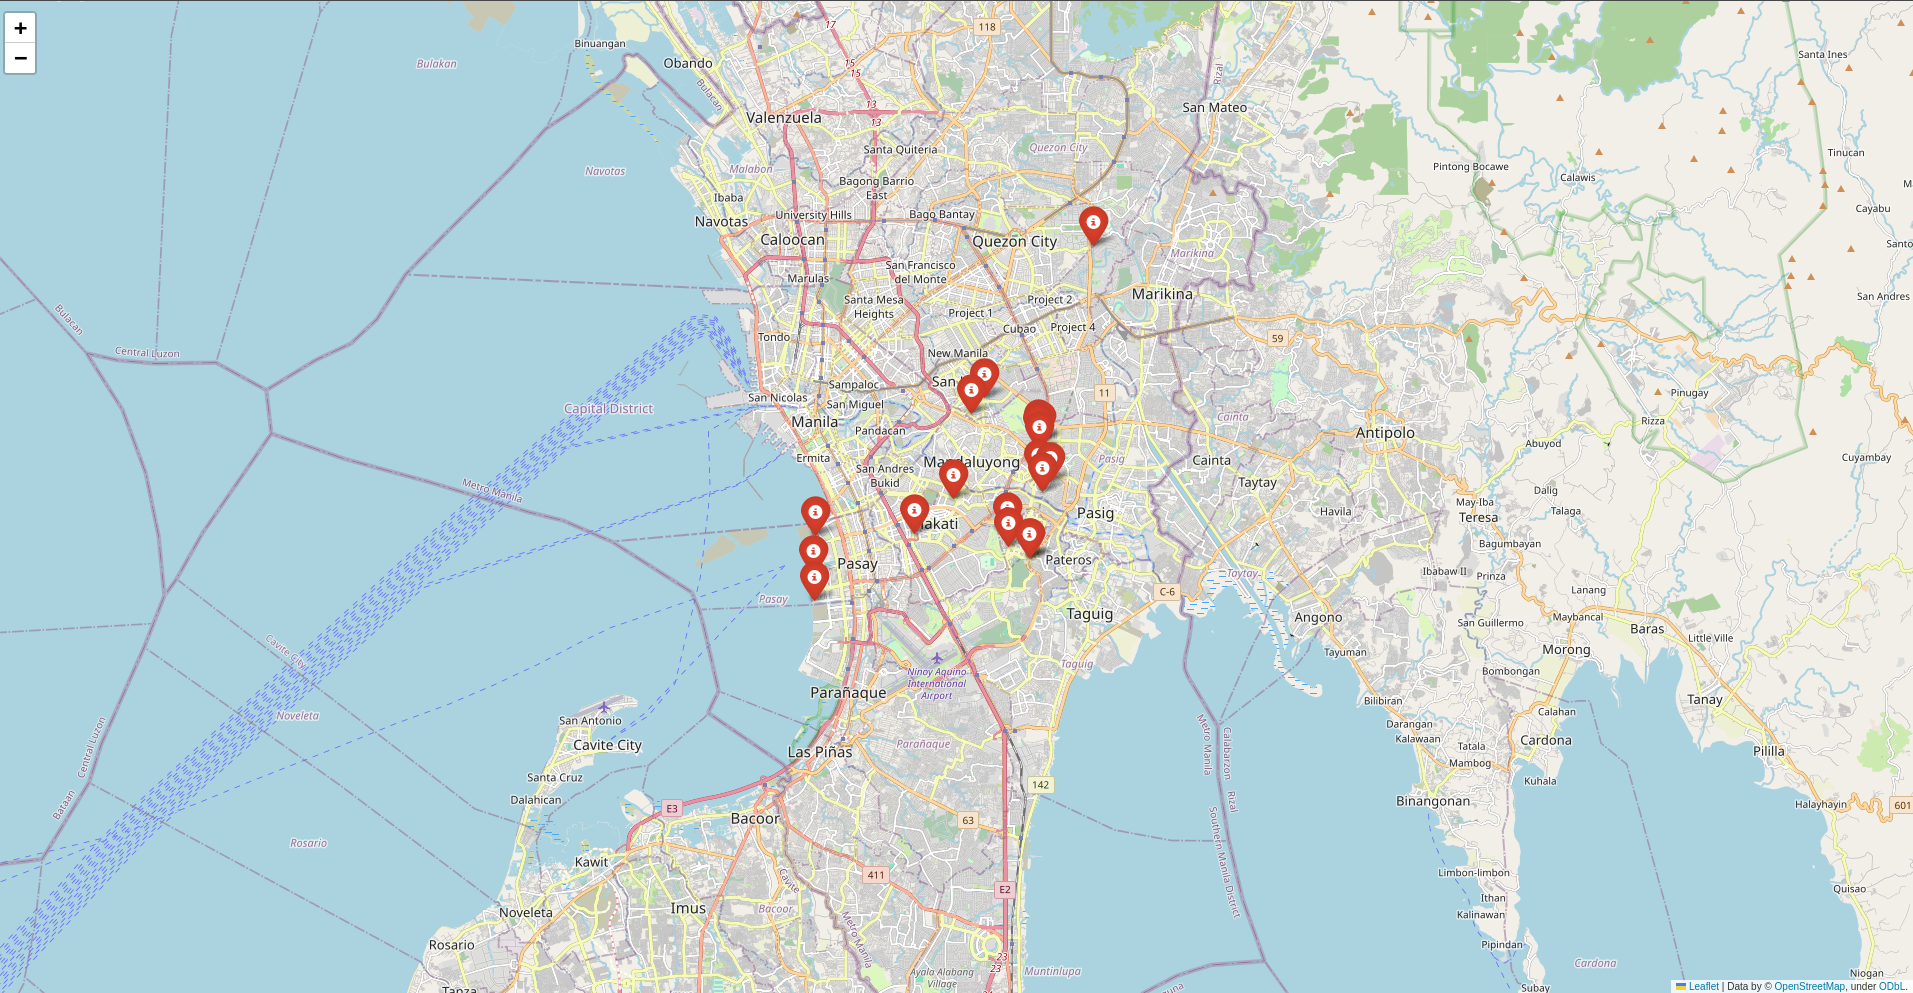 +
−
Bulakan
Binuangan
Obando
Bulacan
118
17
15
15
13
13
Valenzuela
Santa Quiteria
Rizal
San Mateo
Santa Ines
Quezon City
Navotas
Malabon
Bagong Barrio
East
Ibaba
Navotas
University Hills
Bago Bantay
Caloocan
Quezon City
Pintong Bocawe
Calawis
Tinucan
Cayabu
Marikina
San Francisco
del Monte
Marulas
Santa Mesa
Heights
Project 2
Marikina
Project 1
Cubao
Project 4
San Andres
59
Bulacan
Central Luzon
Tondo
New Manila
Sampaloc
San Nicolas
San Miguel
11
Pinugay
Capital District
Manila
Pandacan
Cainta
Antipolo
Rizza
Abuyod
Ermita
San Andres
Bukid
Pasig
Cainta
Taytay
Cuyambay
Metro Manila
Dalig
May-Iba
Teresa
Talaga
Havila
Pasig
Bagumbayan
Pasay
Pateros
Ibabaw II
Prinza
Taytay
C-6
Lanang
Pasay
Taguig
Angono
San Guillermo
Maybancal
Baras
Little Ville
Cavite City
Tayuman
Morong
Taguig
Ninoy Aquino
International
Airport
Bombongan
Parañaque
Bilibiran
Tanay
Noveleta
San Antonio
Cavite City
Darangan
Kalawaan
Calahan
Cardona
Tatala
Mambog
Las Piñas
Parañaque
Metro Manila
Calabarzon
Pililla
Central Luzon
Santa Cruz
Kuhala
142
Dalahican
E3
Binangonan
Halayhayin
601
Bataan
Bacoor
63
Rizal
Southern Manila District
Rosario
Kawit
411
Cavite
E2
Limbon-limbon
Ithan
Quisao
Noveleta
Imus
Bacoor
Kalinawan
Metro Manila
Rosario
Pipindan
23
23
24
Ayala Alabang
Village
Muntinlupa
Cardona
Niogan
Tanza
Subay
Leaflet | Data by © OpenStreetMap, under ODbL.